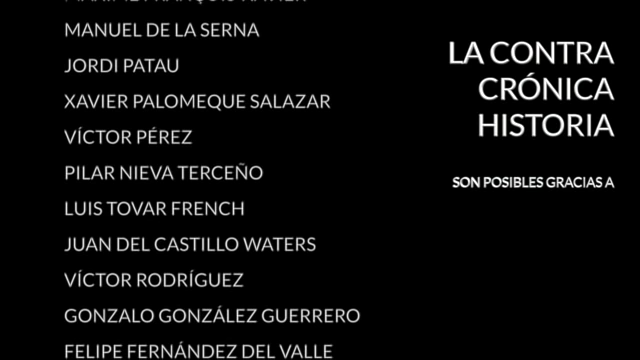 MANUEL DE LA SERNA
JORDI PATAU
XAVIER PALOMEQUE SALAZAR
VÍCTOR PÉREZ
PILAR NIEVA TERCEÑO
LUIS TOVAR FRENCH
JUAN DEL CASTILLO WATERS
VÍCTOR RODRÍGUEZ
GONZALO GONZÁLEZ GUERRERO
FELIPE FERNÁNDEZ DEL VALLE
LA CONTRA
CRÓNICA
HISTORIA
SON POSIBLES GRACIAS A